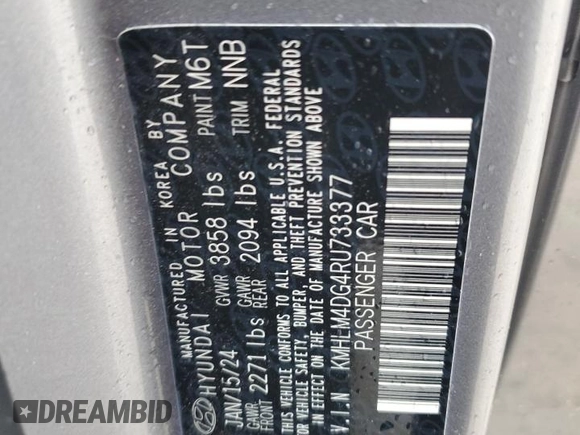 MANUFACTURED IN KOREA BY
HYUNDAI MOTOR COMPANY
JAN/15/24 GVWR 3858 lbs PAINT M6T
GAWR FRONT 2271 lbs GAWR REAR 2094 lbs TRIM NNB
THIS VEHICLE CONFORMS TO ALL APPLICABLE U.S.A. FEDERAL
MOTOR VEHICLE SAFETY, BUMPER, AND THEFT PREVENTION STANDARDS
IN EFFECT ON THE DATE OF MANUFACTURE SHOWN ABOVE
V.I.N KMHLM4DG4RU733377
PASSENGER CAR
DREAMBID
DREAMBID.COM